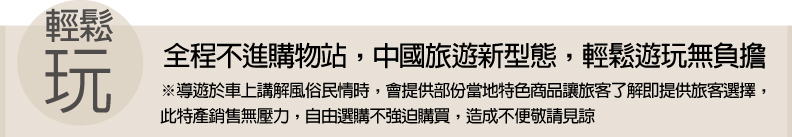 輕鬆
玩
全程不進購物站，中國旅遊新型態，輕鬆遊玩無負擔
※導遊於車上講解風俗民情時，會提供部份當地特色商品讓旅客了解即提供旅客選擇，
此特產銷售無壓力，自由選購不強迫購買，造成不便敬請見諒